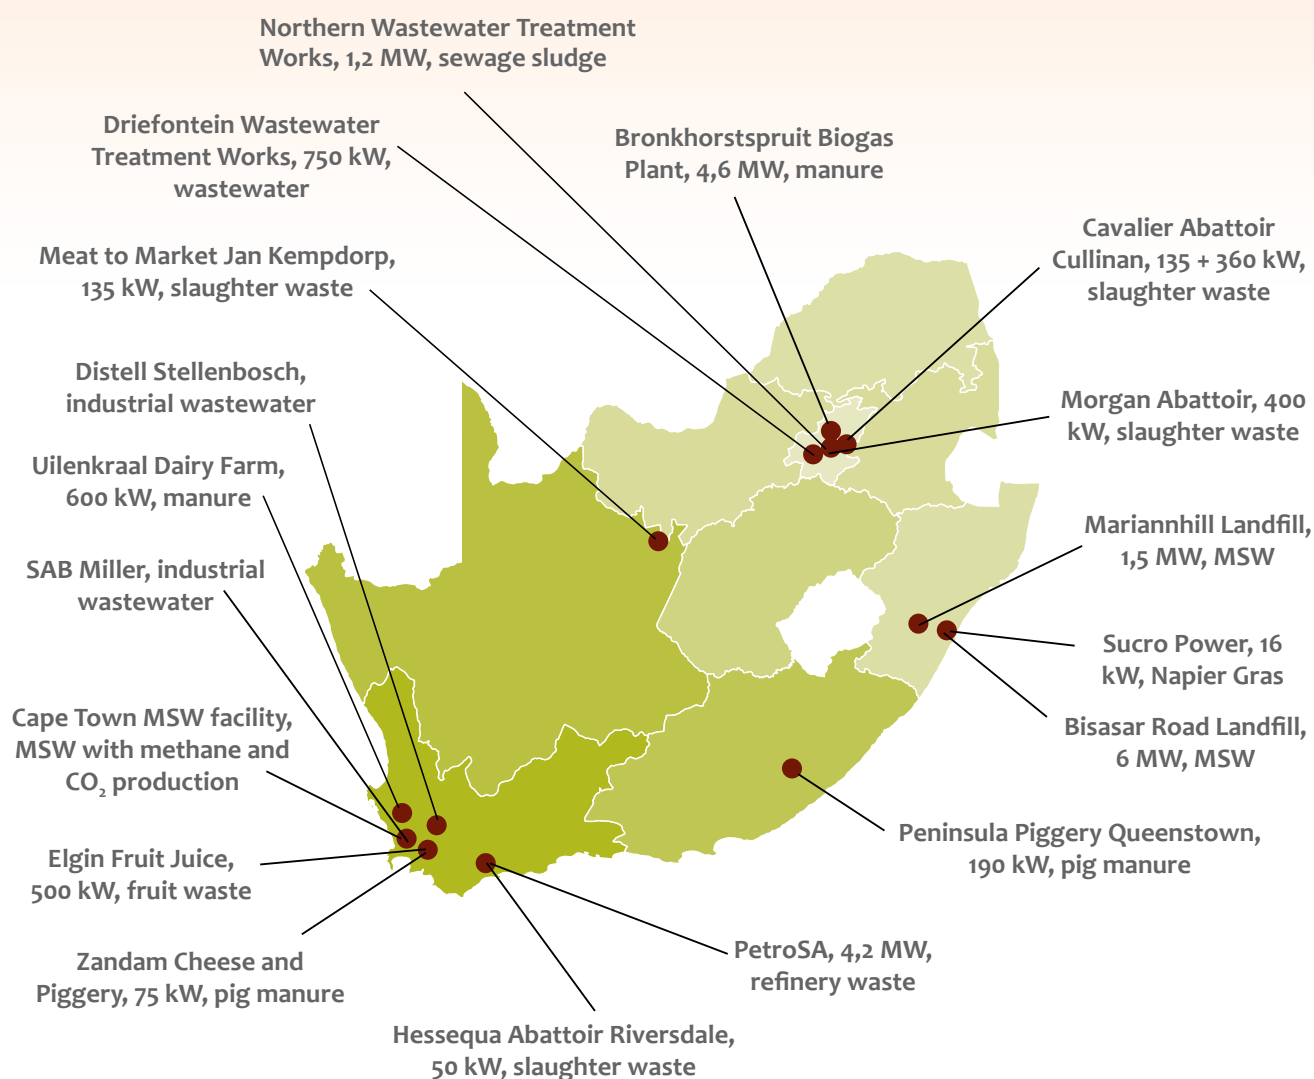 Northern Wastewater Treatment
Works, 1,2 MW, sewage sludge
Driefontein Wastewater
Treatment Works, 750 kW,
wastewater
Bronkhorstspruit Biogas
Plant, 4,6 MW, manure
Cavalier Abattoir
Cullinan, 135 + 360 kW,
slaughter waste
Meat to Market Jan Kempdorp,
135 kW, slaughter waste
Distell Stellenbosch,
industrial wastewater
Morgan Abattoir, 400
kW, slaughter waste
Uilenkraal Dairy Farm,
600 kW, manure
Mariannhill Landfill,
1,5 MW, MSW
SAB Miller, industrial
wastewater
Sucro Power, 16
kW, Napier Gras
Cape Town MSW facility,
MSW with methane and
CO₂ production
Bisasar Road Landfill,
6 MW, MSW
Peninsula Piggery Queenstown,
190 kW, pig manure
Elgin Fruit Juice,
500 kW, fruit waste
Zandam Cheese and
Piggery, 75 kW, pig manure
PetroSA, 4,2 MW,
refinery waste
Hessequa Abattoir Riversdale,
50 kW, slaughter waste